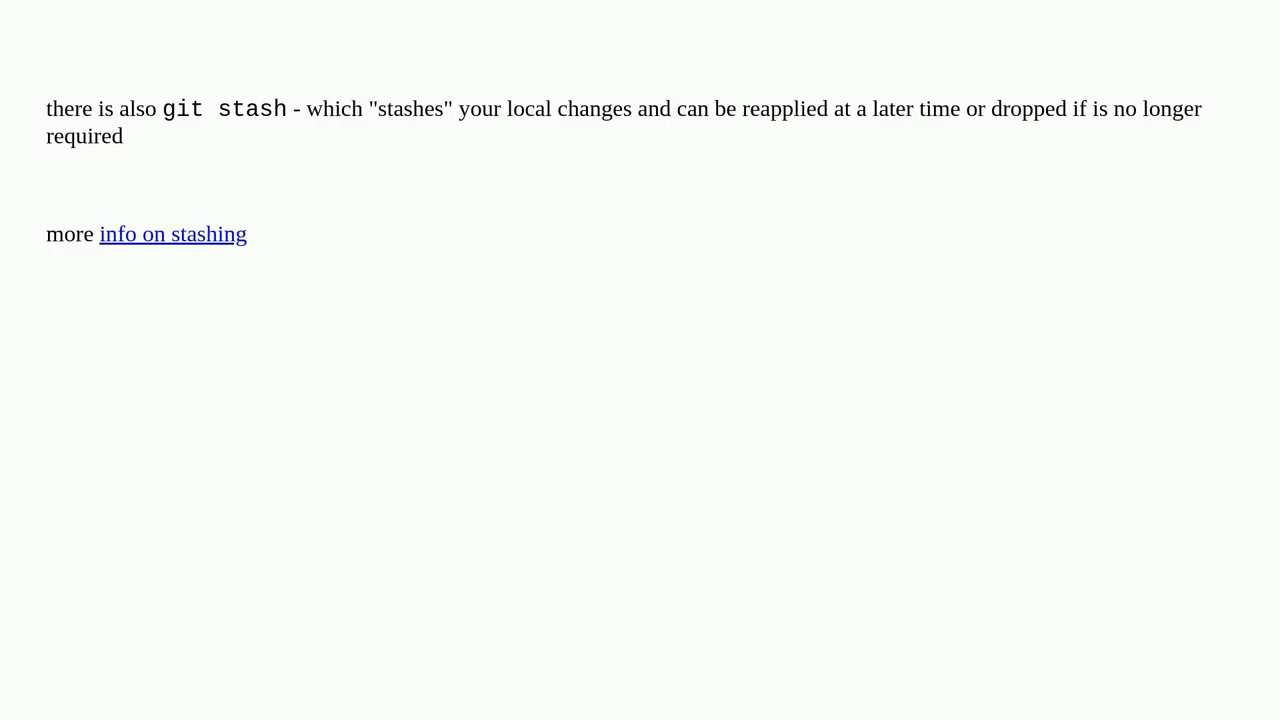 there is also git stash - which "stashes" your local changes and can be reapplied at a later time or dropped if is no longer
required
more info on stashing